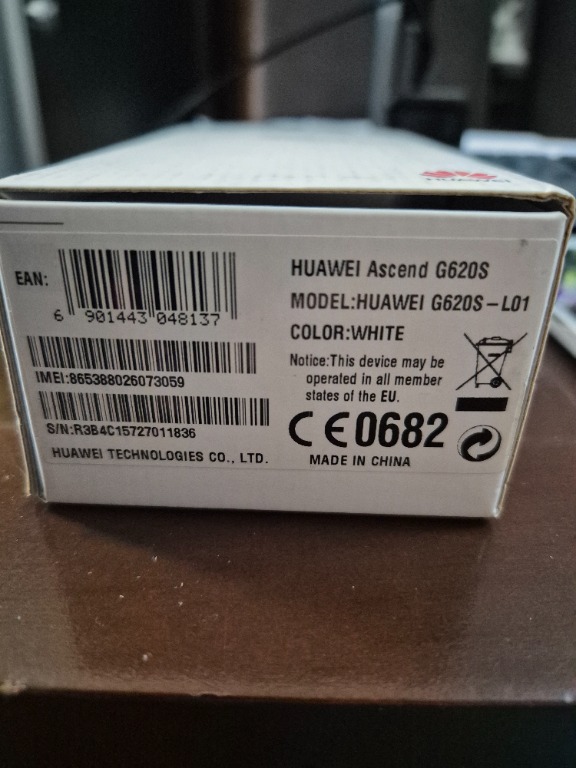 HUAWEI
EAN:
6 901443 048137
IMEI:865388026073059
S/N:R3B4C15727011836
HUAWEI TECHNOLOGIES CO., LTD.
HUAWEI Ascend G620S
MODEL:HUAWEI G620S-L01
COLOR:WHITE
Notice:This device may be
operated in all member
states of the EU.
CE0682
MADE IN CHINA